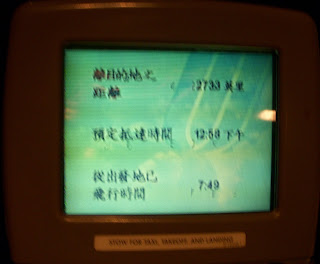 離目的地之
距離 : 2733 英里
預定抵達時間 : 12:53 下午
從出發地已
飛行時間 : 7:49
STOW FOR TAXI, TAKEOFF, AND LANDING